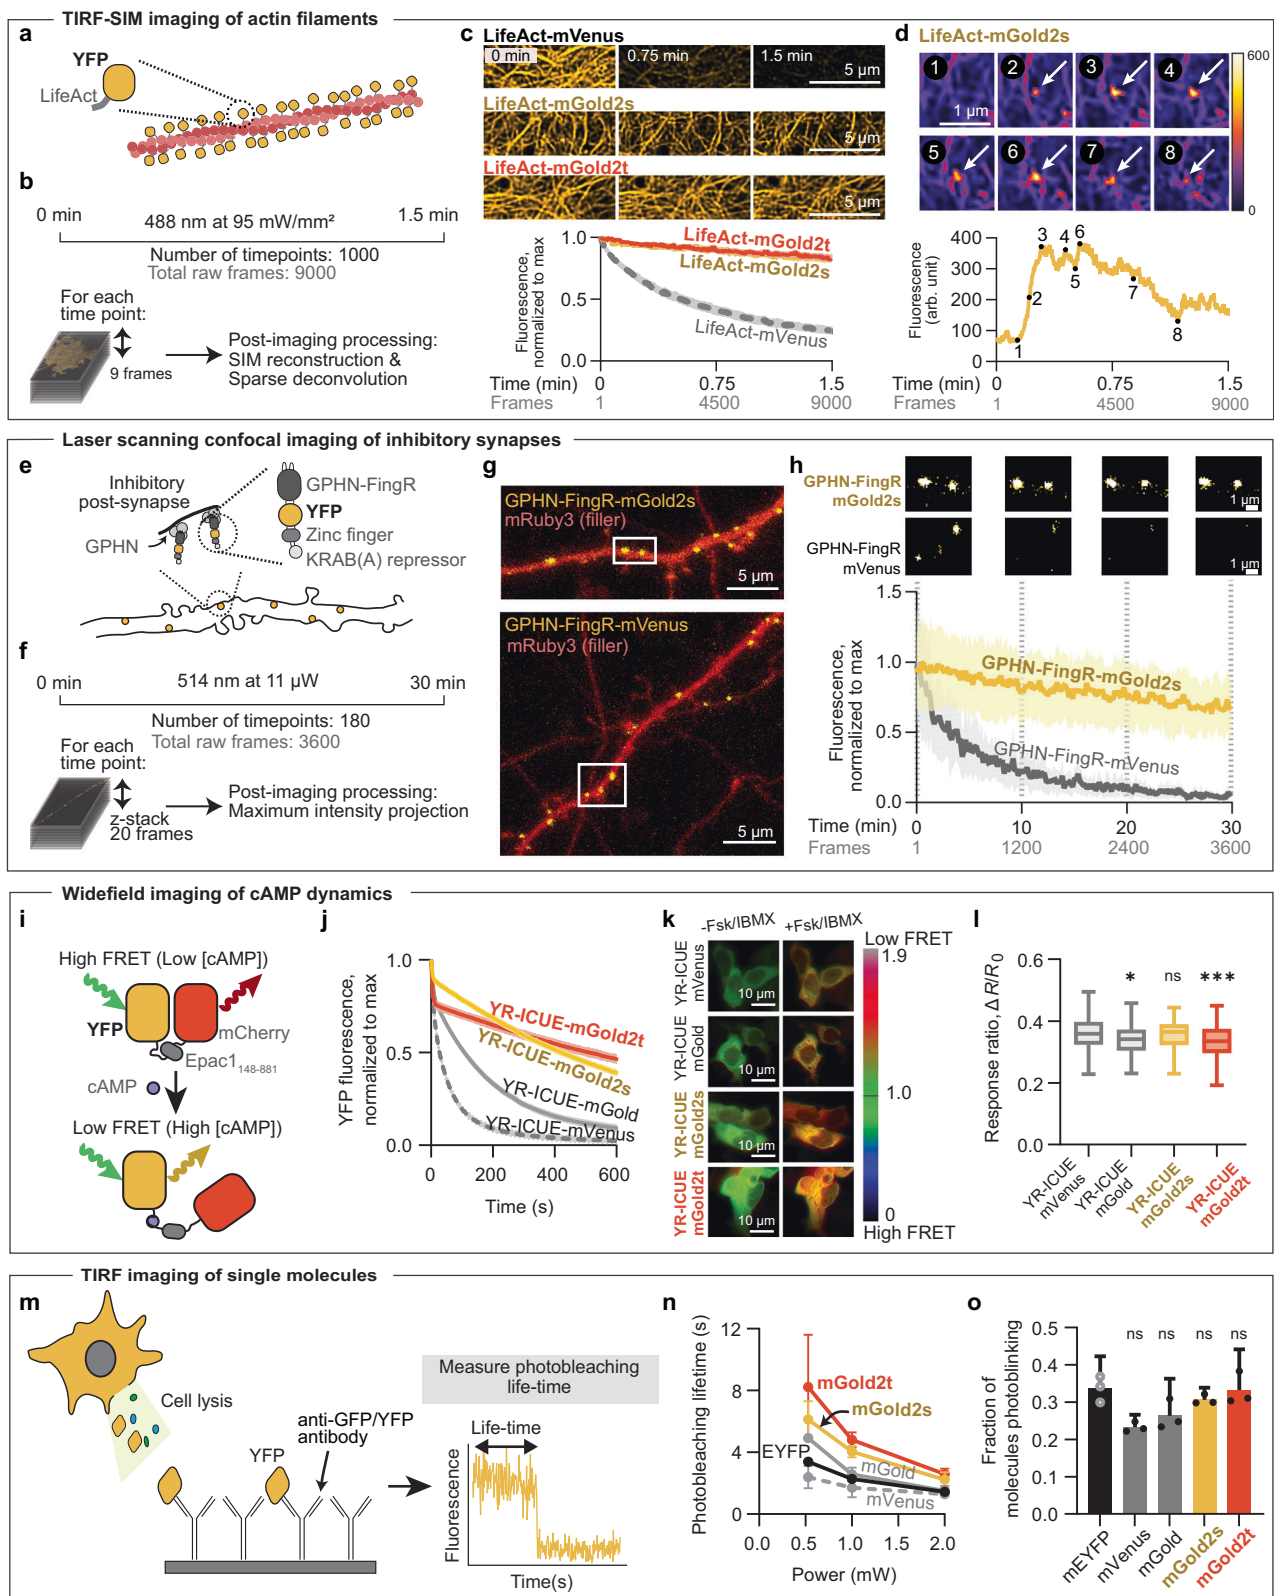 TIRF-SIM imaging of actin filaments
a
YFP
LifeAct
b
0 min
488 nm at 95 mW/mm²
1.5 min
Number of timepoints: 1000
Total raw frames: 9000
For each
time point:
9 frames
Post-imaging processing:
SIM reconstruction &
Sparse deconvolution
c
LifeAct-mVenus
0 min
0.75 min
1.5 min
5 µm
LifeAct-mGold2s
5 µm
LifeAct-mGold2t
5 µm
Fluorescence,
normalized to max
1.0
0.5
0.0
LifeAct-mGold2t
LifeAct-mGold2s
LifeAct-mVenus
Time (min)
0
0.75
1.5
Frames
1
4500
9000
d
LifeAct-mGold2s
1
2
3
4
1 µm
5
6
7
8
600
0
Fluorescence
(arb. unit)
400
300
200
100
0
1
2
3
4
5
6
7
8
Time (min)
0
0.75
1.5
Frames
1
4500
9000
Laser scanning confocal imaging of inhibitory synapses
e
Inhibitory
post-synapse
GPHN
GPHN-FingR
YFP
Zinc finger
KRAB(A) repressor
f
0 min
514 nm at 11 µW
30 min
Number of timepoints: 180
Total raw frames: 3600
For each
time point:
z-stack
20 frames
Post-imaging processing:
Maximum intensity projection
g
GPHN-FingR-mGold2s
mRuby3 (filler)
5 µm
GPHN-FingR-mVenus
mRuby3 (filler)
5 µm
h
GPHN-FingR
mGold2s
1 µm
GPHN-FingR
mVenus
1 µm
Fluorescence,
normalized to max
1.5
1.0
0.5
0.0
GPHN-FingR-mGold2s
GPHN-FingR-mVenus
Time (min)
0
10
20
30
Frames
1
1200
2400
3600
Widefield imaging of cAMP dynamics
i
High FRET (Low [cAMP])
YFP
mCherry
Epac1148-881
cAMP
Low FRET (High [cAMP])
j
YFP fluorescence,
normalized to max
1.0
0.5
0.0
YR-ICUE-mGold2t
YR-ICUE-mGold2s
YR-ICUE-mGold
YR-ICUE-mVenus
0
200
400
600
Time (s)
k
-Fsk/IBMX
+Fsk/IBMX
YR-ICUE
mVenus
10 µm
10 µm
YR-ICUE
mGold
10 µm
10 µm
YR-ICUE
mGold2s
10 µm
10 µm
YR-ICUE
mGold2t
10 µm
10 µm
Low FRET
1.9
1.0
0
High FRET
l
Response ratio, Δ R/R0
0.6
0.4
0.2
0.0
*
ns
***
YR-ICUE
mVenus
YR-ICUE
mGold
YR-ICUE
mGold2s
YR-ICUE
mGold2t
TIRF imaging of single molecules
m
Cell lysis
YFP
anti-GFP/YFP
antibody
Measure photobleaching
life-time
Life-time
Fluorescence
Time(s)
n
Photobleaching lifetime (s)
12
8
4
0
mGold2t
mGold2s
EYFP
mGold
mVenus
0.0
0.5
1.0
1.5
2.0
Power (mW)
o
Fraction of
molecules photoblinking
0.5
0.4
0.3
0.2
0.1
0.0
ns
ns
ns
ns
mEYFP
mVenus
mGold
mGold2s
mGold2t